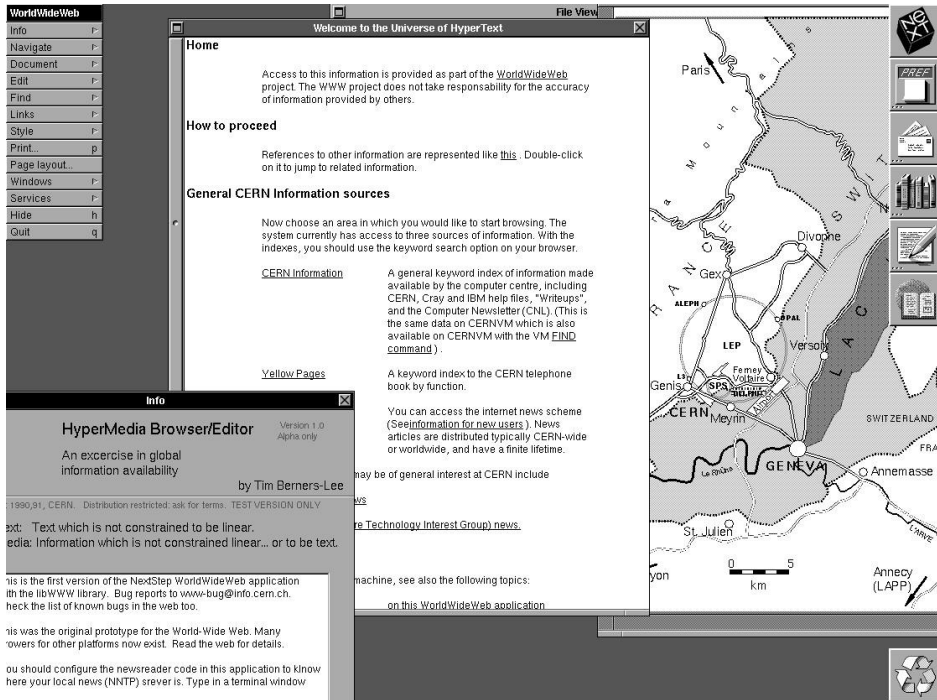 WorldWideWeb
Info
Navigate
Document
Edit
Find
Links
Style
Print... p
Page layout...
Windows
Services
Hide h
Quit q
File View
Welcome to the Universe of HyperText
Home
Access to this information is provided as part of the WorldWideWeb
project. The WWW project does not take responsability for the accuracy
of information provided by others.
How to proceed
References to other information are represented like this . Double-click
on it to jump to related information.
General CERN Information sources
Now choose an area in which you would like to start browsing. The
system currently has access to three sources of information. With the
indexes, you should use the keyword search option on your browser.
CERN Information
A general keyword index of information made
available by the computer centre, including
CERN, Cray and IBM help files, "Writeups",
and the Computer Newsletter (CNL). (This is
the same data on CERNVM which is also
available on CERNVM with the VM FIND
command ) .
Yellow Pages
A keyword index to the CERN telephone
book by function.
You can access the internet news scheme
(Seeinformation for new users ). News
articles are distributed typically CERN-wide
or worldwide, and have a finite lifetime.
may be of general interest at CERN include
ws
re Technology Interest Group) news.
machine, see also the following topics:
on this WorldWideWeb application
Info
HyperMedia Browser/Editor
Version 1.0
Alpha only
An excercise in global
information availability
by Tim Berners-Lee
1990,91, CERN. Distribution restricted: ask for terms. TEST VERSION ONLY
ext: Text which is not constrained to be linear.
edia: Information which is not constrained linear... or to be text.
his is the first version of the NextStep WorldWideWeb application
ith the libWWW library. Bug reports to www-bug@info.cern.ch.
heck the list of known bugs in the web too.
his was the original prototype for the World-Wide Web. Many
rowers for other platforms now exist. Read the web for details.
ou should configure the newsreader code in this application to klnow
here your local news (NNTP) srever is. Type in a terminal window
Paris
Mountains
FRANCE
SWIT
LAC
Divonne
Gex
ALEPH
OPAL
LEP
Versoix
Ferney
Voltaire
L3
Genis
SPS
DELPHI
CERN
Meyrin
Airport
SWITZERLAND
FRA
Le Rhône
GENEVA
Annemasse
St. Julien
L'ARVE
yon
0 5
km
Annecy
(LAPP)
NeXT
PREF